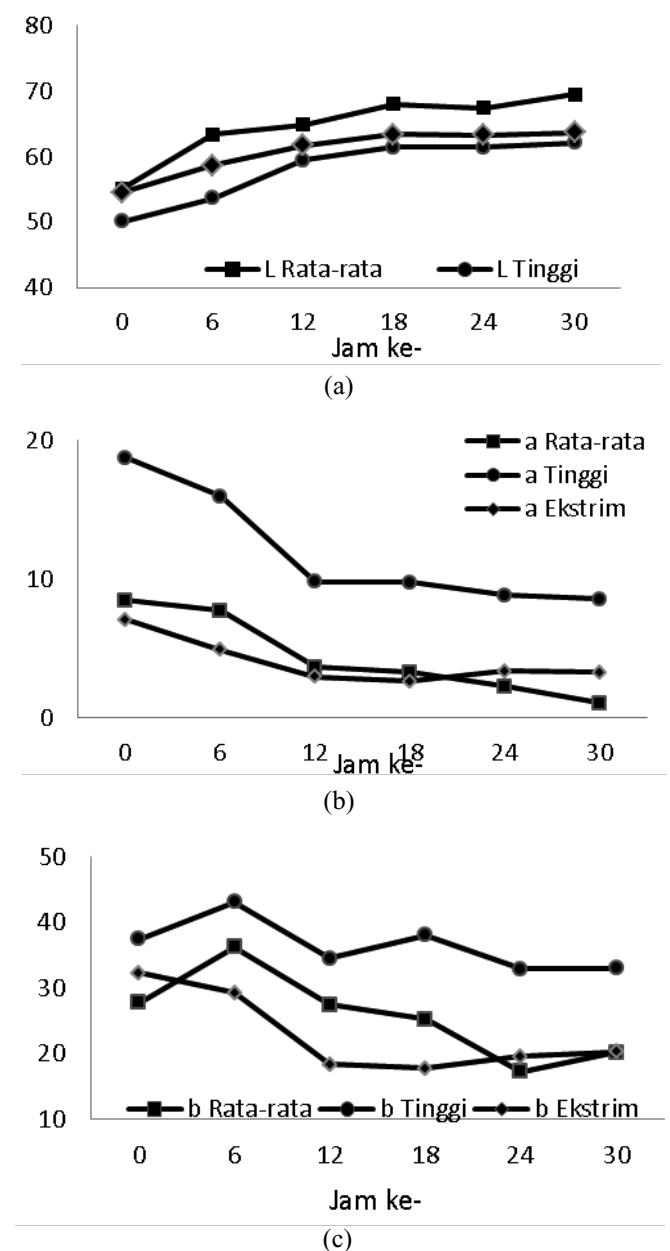 80
70
60
50
40
L Rata-rata L Tinggi
0 6 12 18 24 30
Jam ke-
(a)
20
10
0
a Rata-rata
a Tinggi
a Ekstrim
0 6 12 18 24 30
Jam ke-
(b)
50
40
30
20
10
b Rata-rata b Tinggi b Ekstrim
0 6 12 18 24 30
Jam ke-
(c)